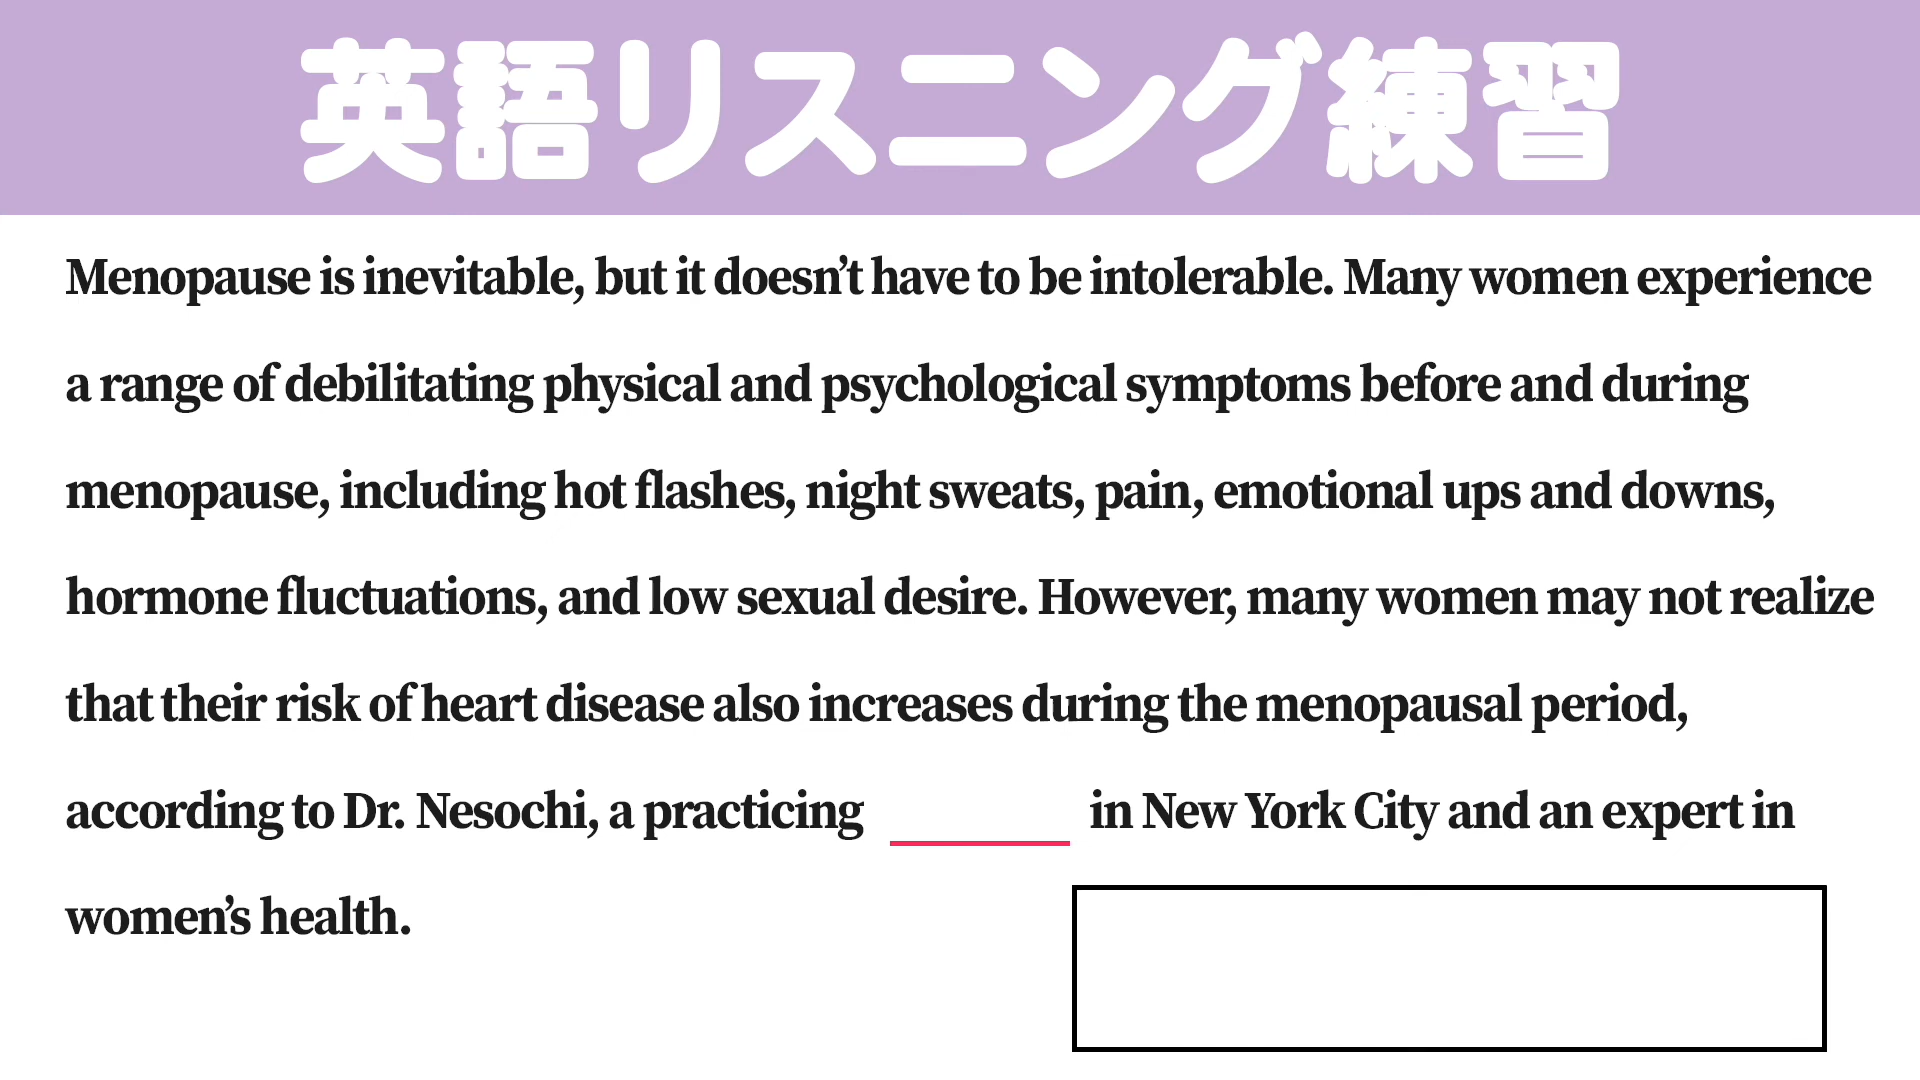 英語リスニング練習
Menopause is inevitable, but it doesn’t have to be intolerable. Many women experience
a range of debilitating physical and psychological symptoms before and during
menopause, including hot flashes, night sweats, pain, emotional ups and downs,
hormone fluctuations, and low sexual desire. However, many women may not realize
that their risk of heart disease also increases during the menopausal period,
according to Dr. Nesochi, a practicing in New York City and an expert in
women’s health.